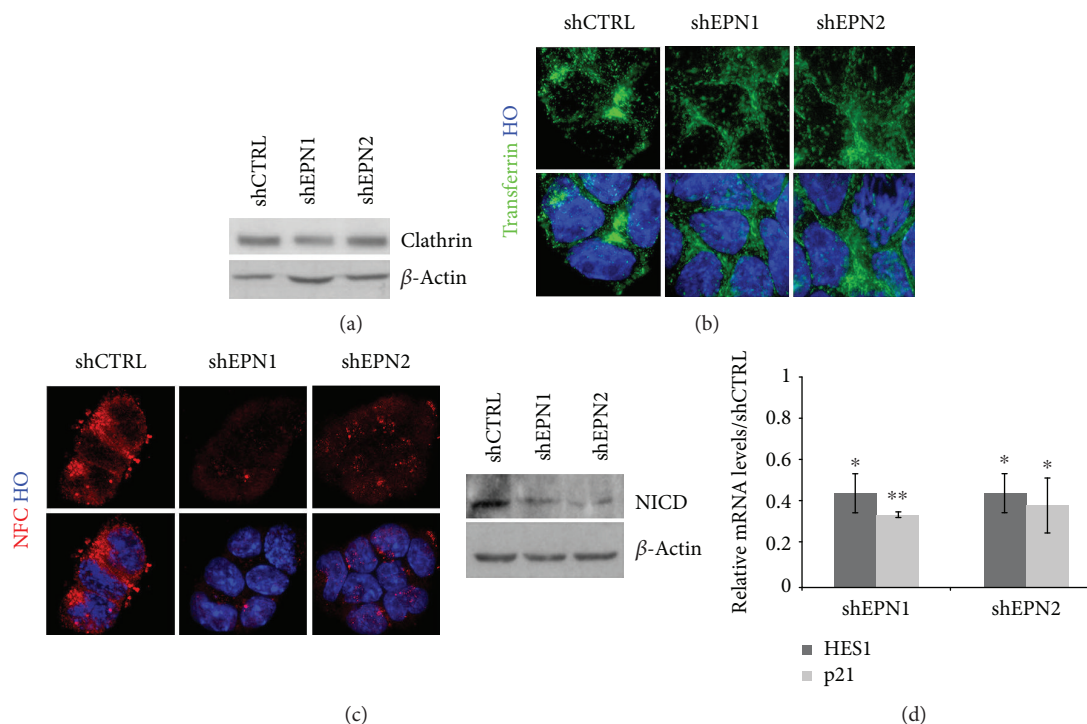 shCTRL
shEPN1
shEPN2
Clathrin
β-Actin
(a)
shCTRL shEPN1 shEPN2
Transferrin HO
(b)
shCTRL shEPN1 shEPN2
NFC HO
shCTRL
shEPN1
shEPN2
NICD
β-Actin
(c)
Relative mRNA levels/shCTRL
1
0.8
0.6
0.4
0.2
0
* ** * *
shEPN1 shEPN2
HES1
p21
(d)